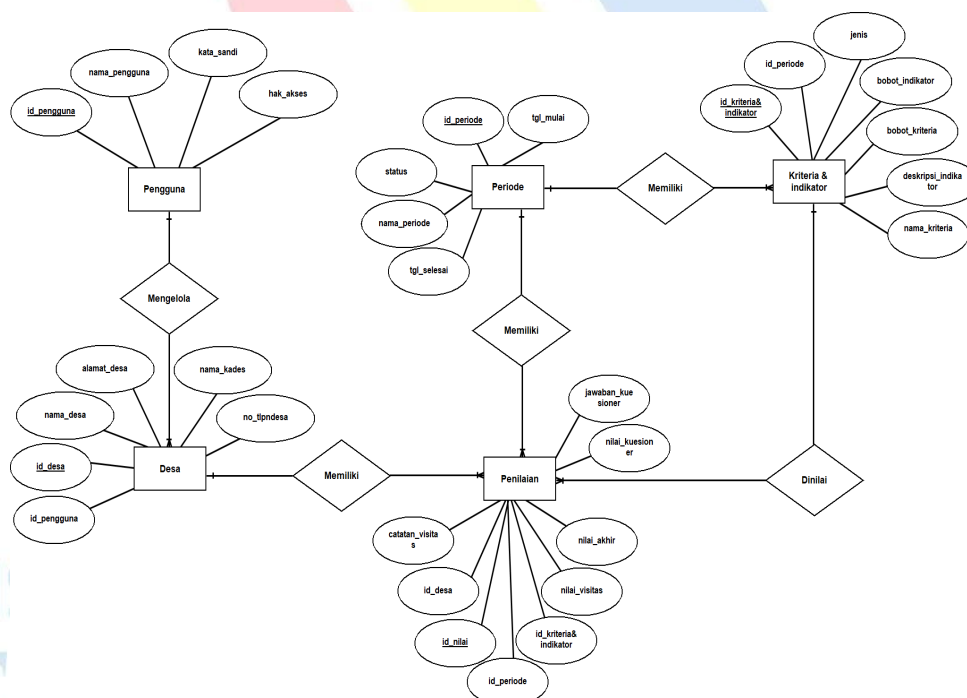 jenis
kata_sandi
id_periode
nama_pengguna
bobot_indikator
hak_akses
id_pengguna
id_kriteria&
indikator
id_periode
tgl_mulai
bobot_kriteria
status
Pengguna
Periode
Memiliki
Kriteria &
indikator
deskripsi_indika
tor
nama_periode
nama_kriteria
tgl_selesai
Mengelola
Memiliki
alamat_desa
nama_kades
jawaban_kue
sioner
nama_desa
no_tlpndesa
nilai_kuesion
er
id_desa
Desa
Memiliki
Penilaian
Dinilai
id_pengguna
catatan_visita
s
nilai_akhir
id_desa
nilai_visitas
id_nilai
id_kriteria&
indikator
id_periode